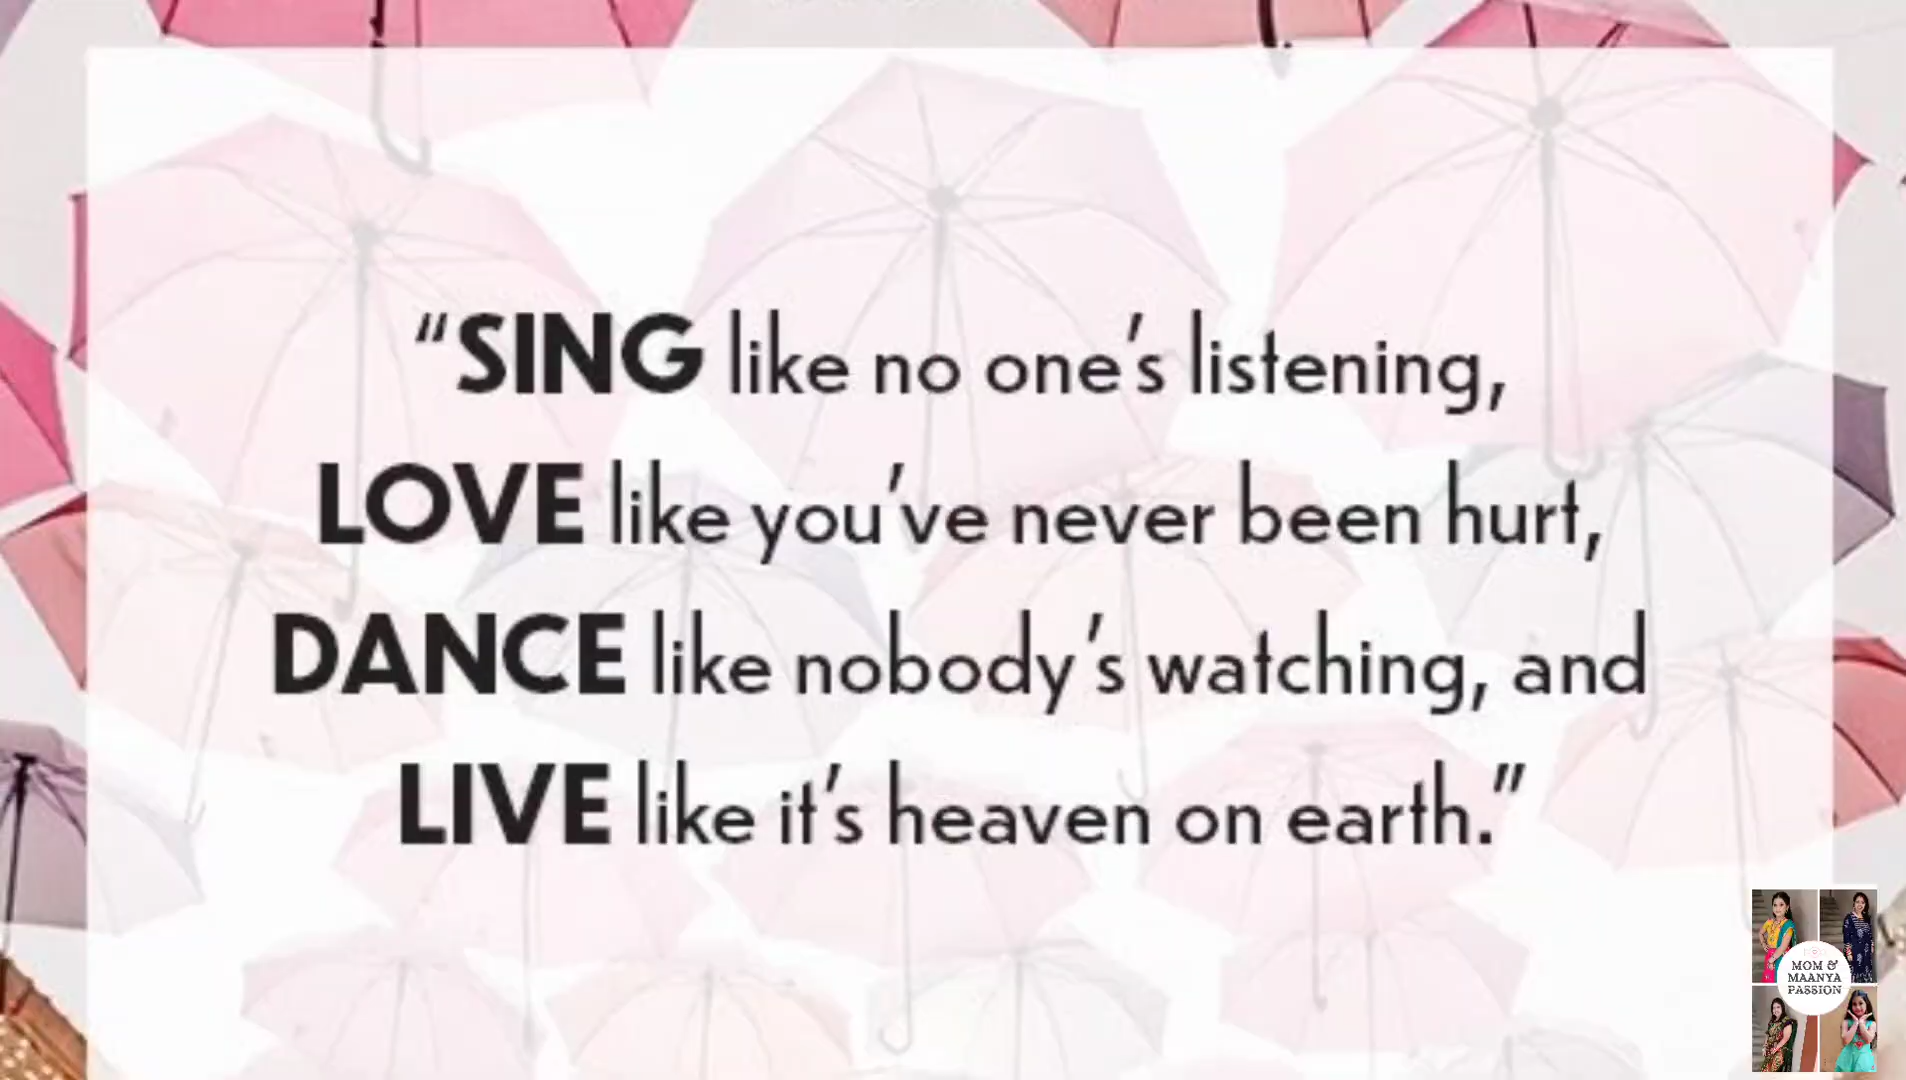 “SING like no one’s listening,
LOVE like you’ve never been hurt,
DANCE like nobody’s watching, and
LIVE like it’s heaven on earth.”
MOM &
MAANYA
PASSION